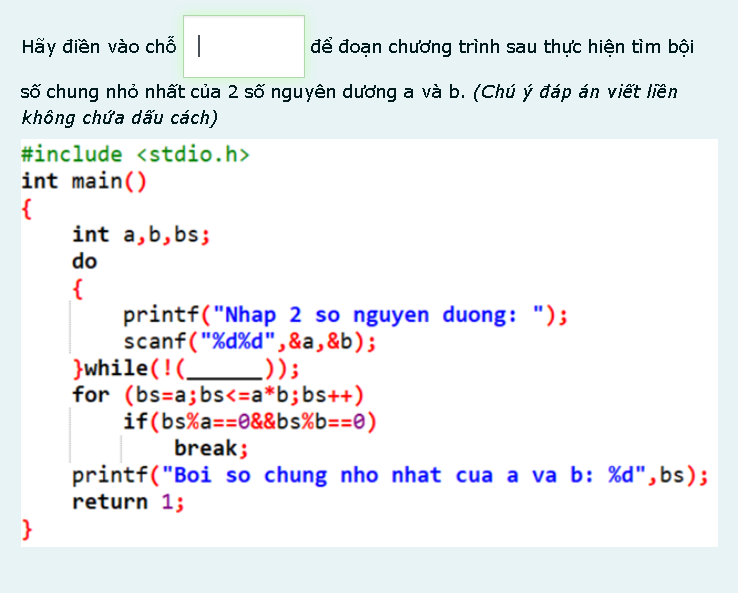 Hãy điền vào chỗ để đoạn chương trình sau thực hiện tìm bội
số chung nhỏ nhất của 2 số nguyên dương a và b. (Chú ý đáp án viết liền
không chứa dấu cách)
#include <stdio.h>
int main()
{
    int a,b,bs;
    do
    {
        printf("Nhap 2 so nguyen duong: ");
        scanf("%d%d",&a,&b);
    }while(!(______));
    for (bs=a;bs<=a*b;bs++)
        if(bs%a==0&&bs%b==0)
            break;
    printf("Boi so chung nho nhat cua a va b: %d",bs);
    return 1;
}